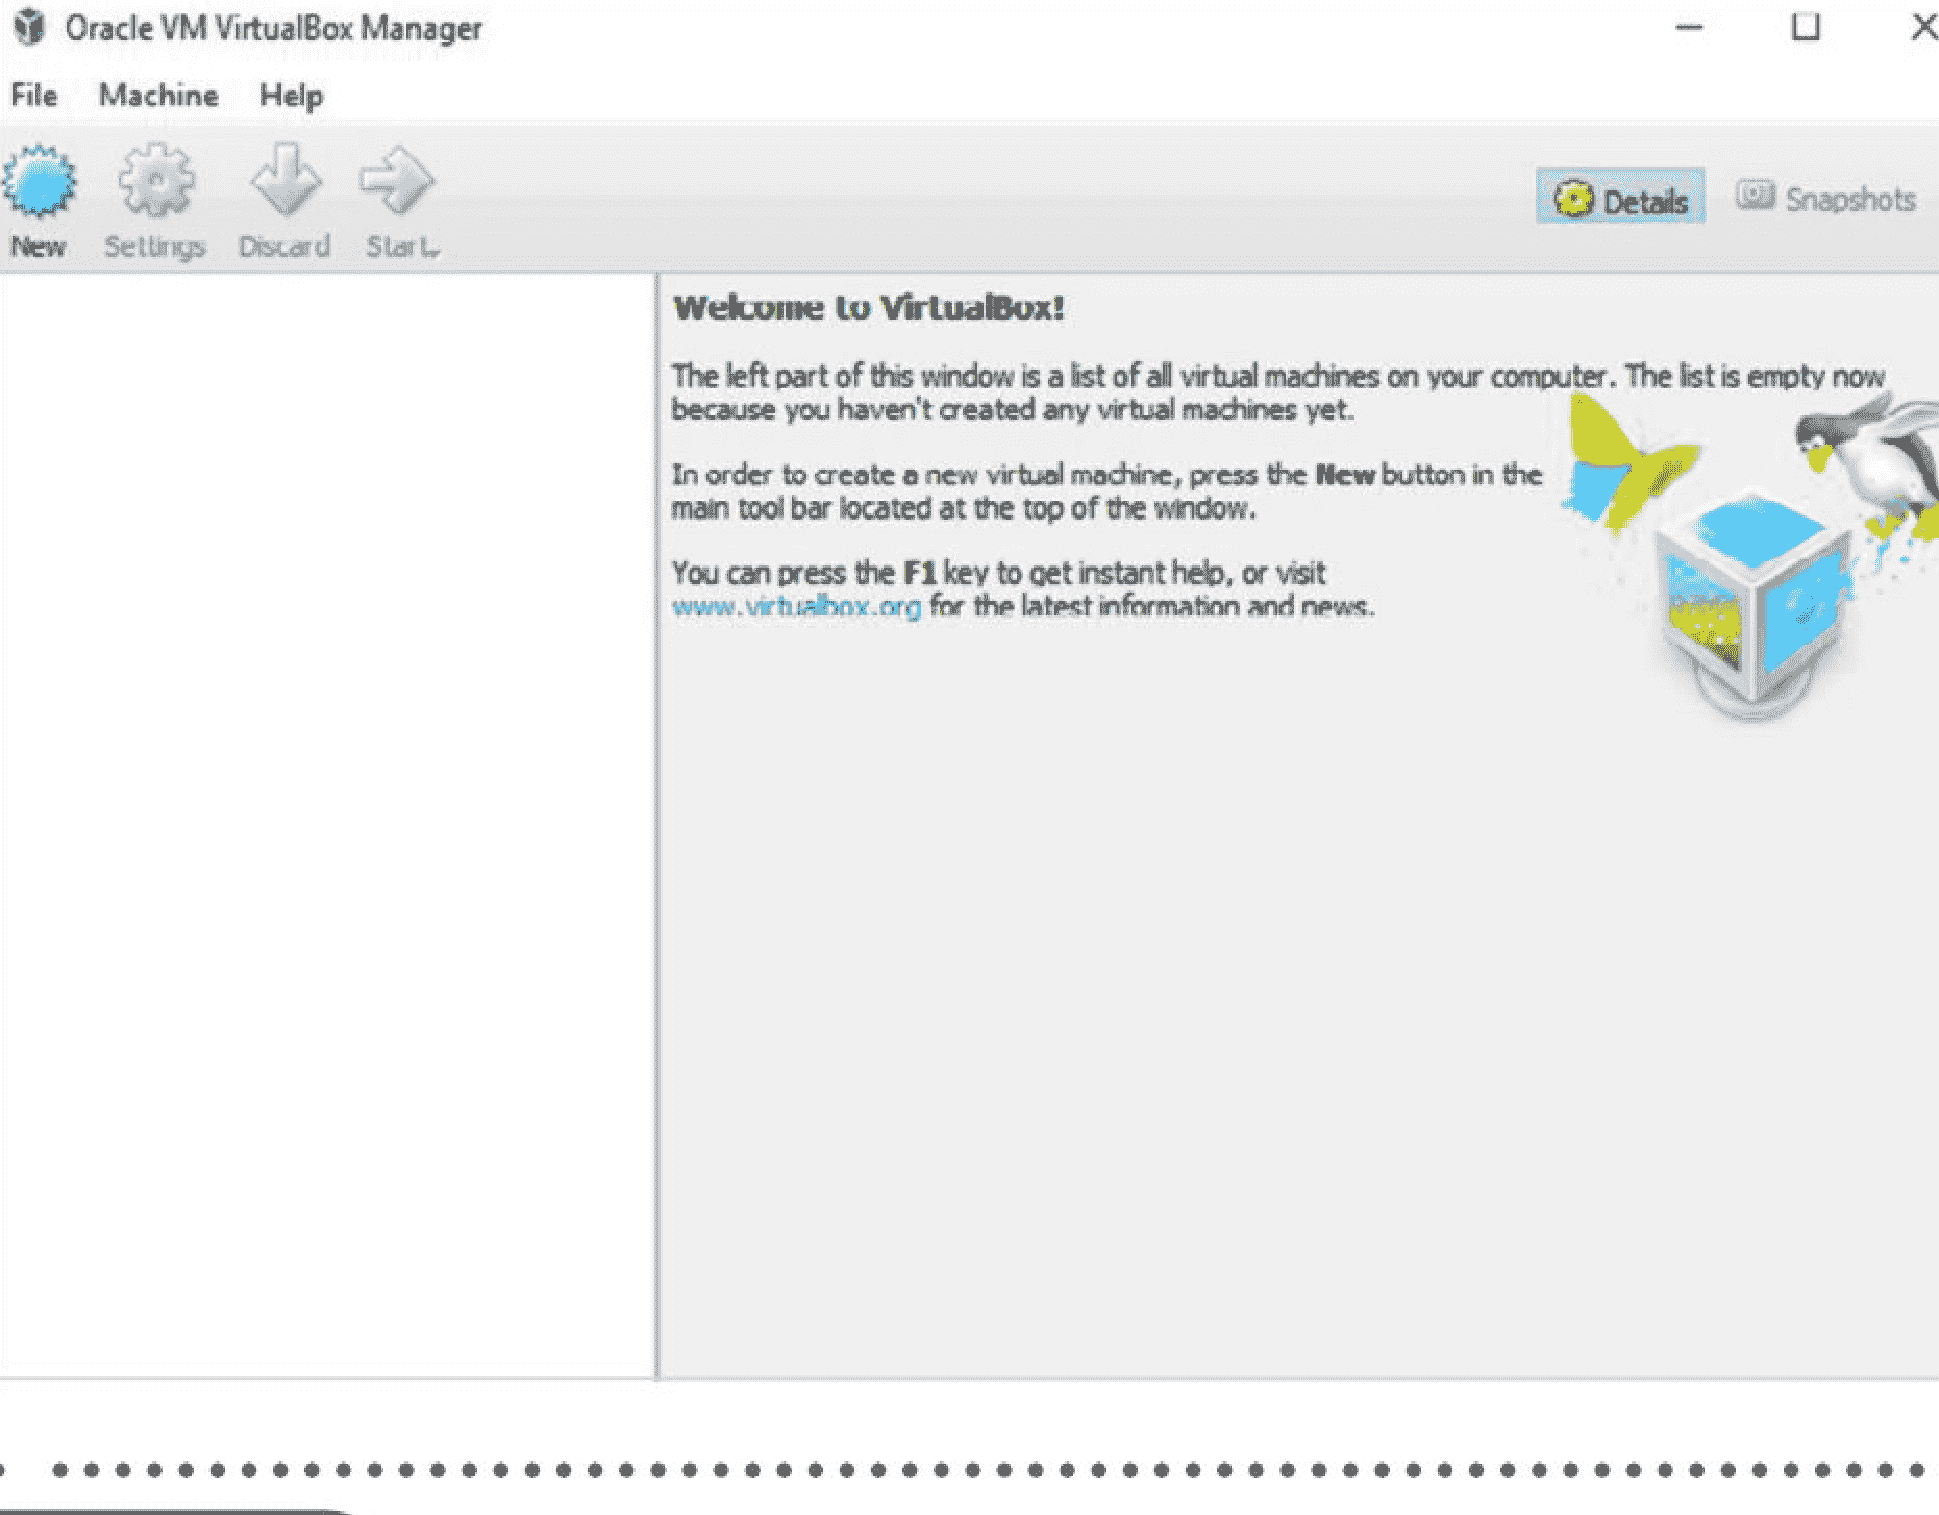 Oracle VM VirtualBox Manager
File Machine Help
New Settings Discard Start
Details Snapshots
Welcome to VirtualBox!
The left part of this window is a list of all virtual machines on your computer. The list is empty now
because you haven't created any virtual machines yet.
In order to create a new virtual machine, press the New button in the
main tool bar located at the top of the window.
You can press the F1 key to get instant help, or visit
www.virtualbox.org for the latest information and news.